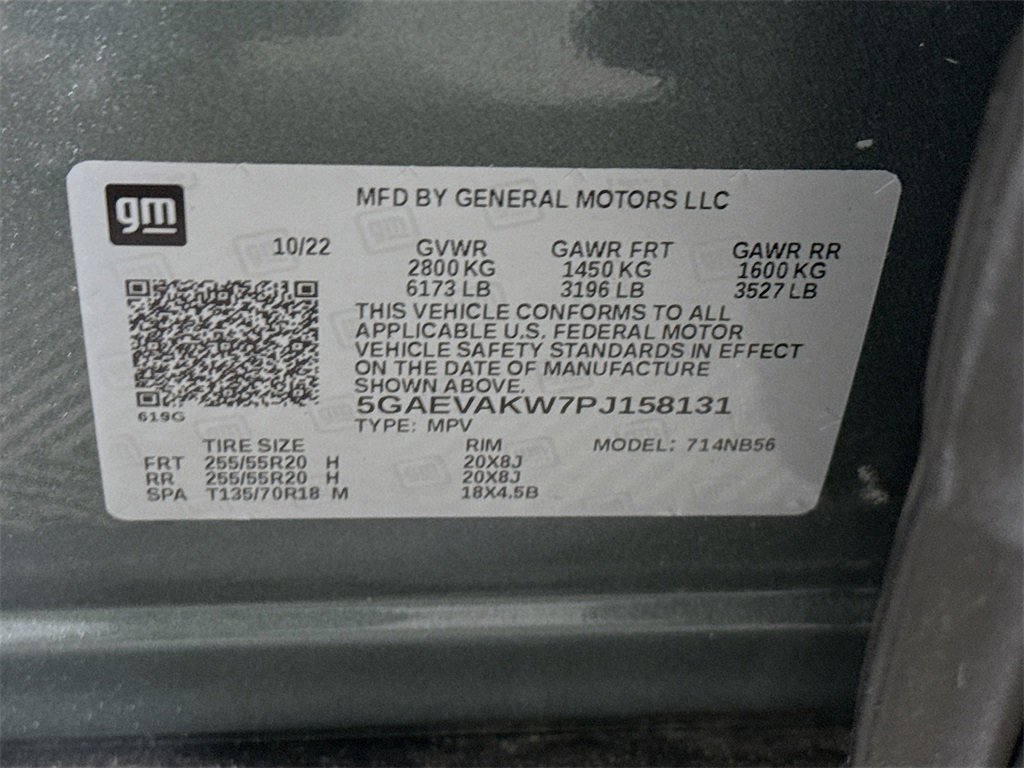 gm
MFD BY GENERAL MOTORS LLC
10/22 GVWR GAWR FRT GAWR RR
2800 KG 1450 KG 1600 KG
6173 LB 3196 LB 3527 LB
THIS VEHICLE CONFORMS TO ALL
APPLICABLE U.S. FEDERAL MOTOR
VEHICLE SAFETY STANDARDS IN EFFECT
ON THE DATE OF MANUFACTURE
SHOWN ABOVE.
619G
5GAEVAKW7PJ158131
TYPE: MPV
TIRE SIZE RIM MODEL: 714NB56
FRT 255/55R20 H 20X8J
RR 255/55R20 H 20X8J
SPA T135/70R18 M 18X4.5B